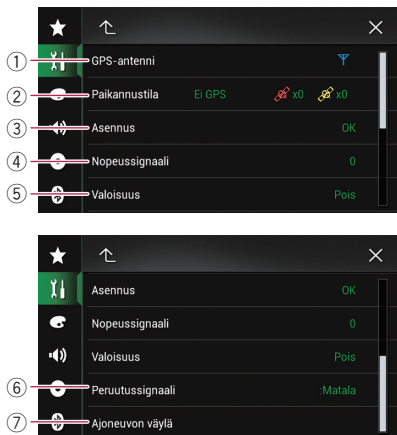 ① GPS-antenni
② Paikannustila Ei GPS x0 x0
③ Asennus OK
④ Nopeussignaali 0
⑤ Valoisuus Pois
Asennus OK
Nopeussignaali 0
Valoisuus Pois
⑥ Peruutussignaali :Matala
⑦ Ajoneuvon väylä